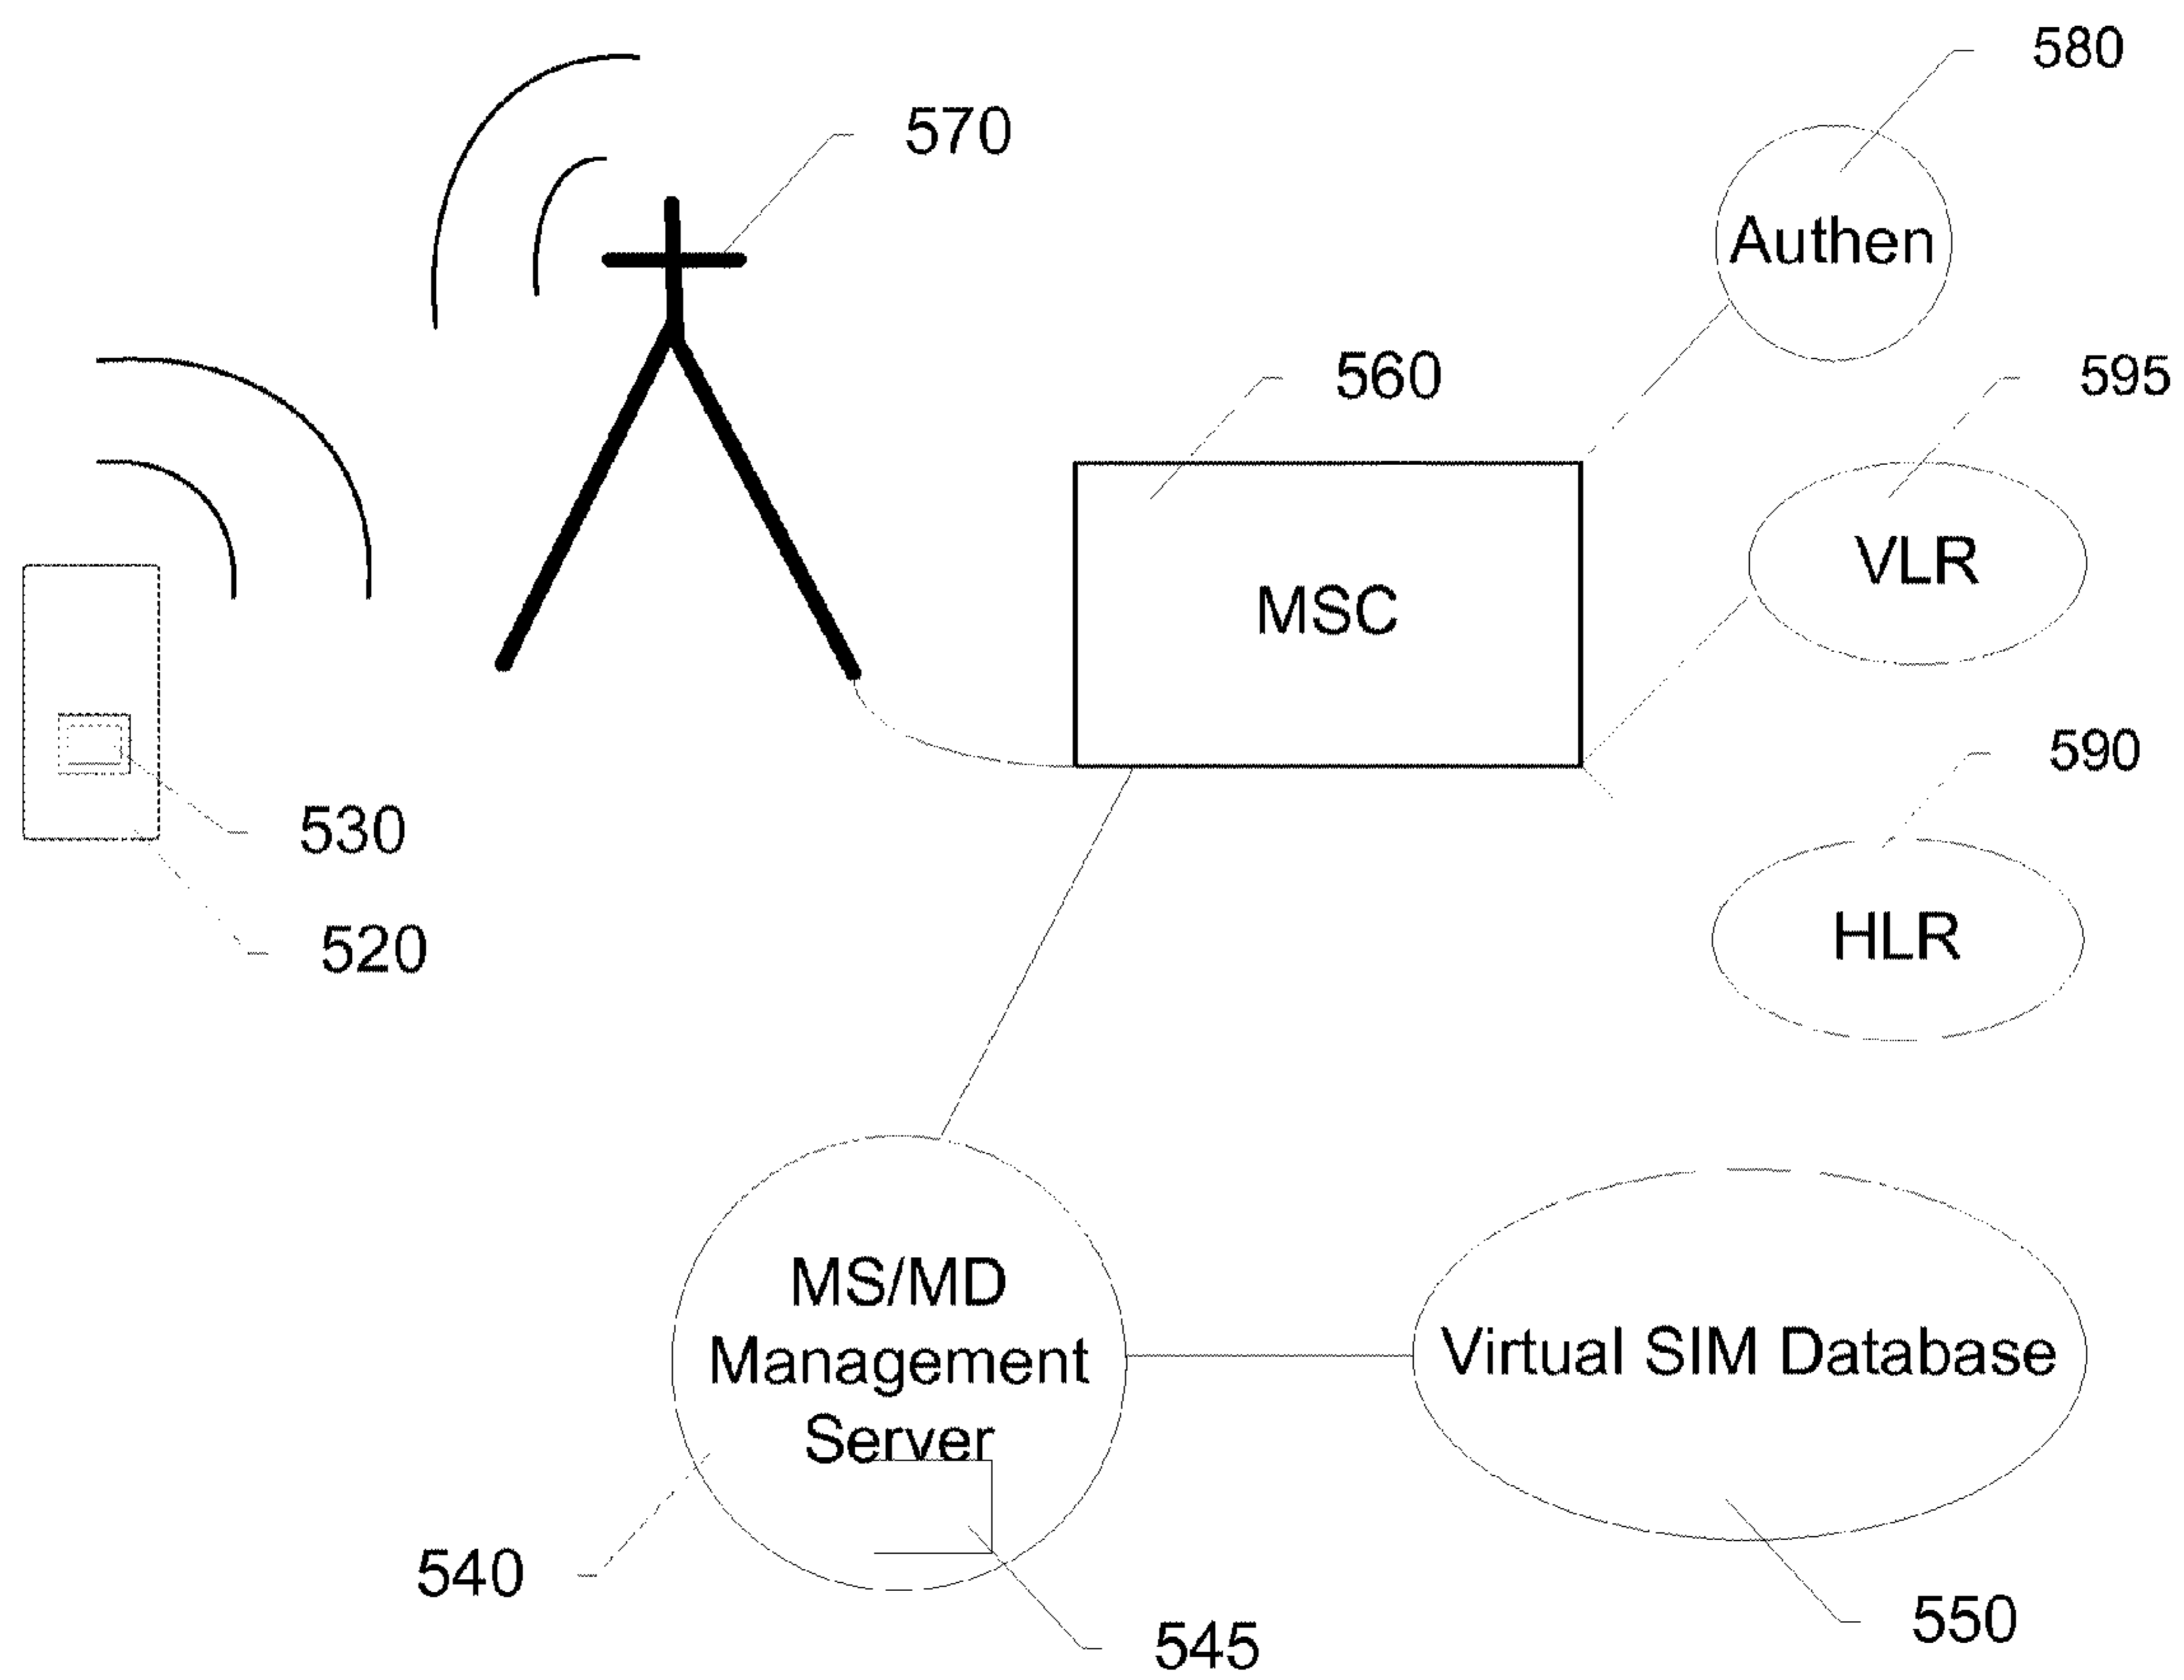 580
570
Authen
560
595
VLR
MSC
590
530
HLR
520
MS/MD
Management
Server
Virtual SIM Database
540
550
545